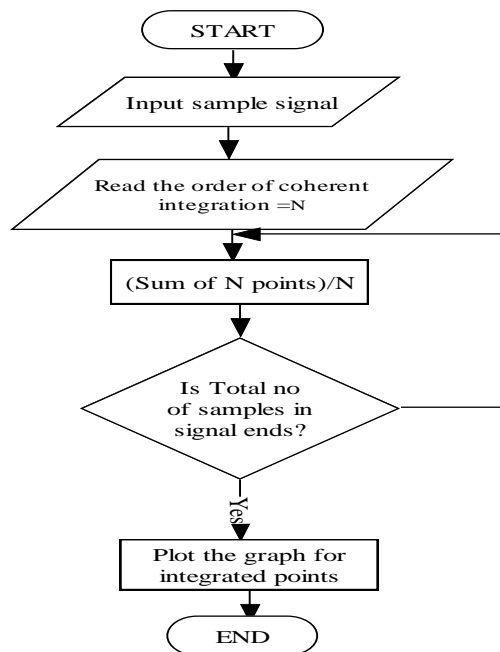 START
Input sample signal
Read the order of coherent
integration =N
(Sum of N points)/N
Is Total no
of samples in
signal ends?
Yes
Plot the graph for
integrated points
END